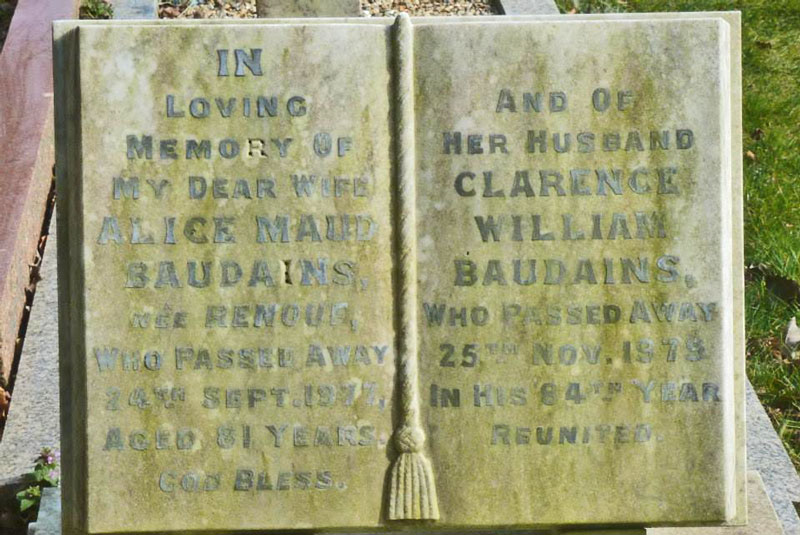 IN
LOVING
MEMORY OF
MY DEAR WIFE
ALICE MAUD
BAUDAINS,
NÉE RENOUF,
WHO PASSED AWAY
24TH SEPT. 1977,
AGED 81 YEARS.
GOD BLESS.
AND OF
HER HUSBAND
CLARENCE
WILLIAM
BAUDAINS,
WHO PASSED AWAY
25TH NOV. 1979
IN HIS 84TH YEAR
REUNITED.